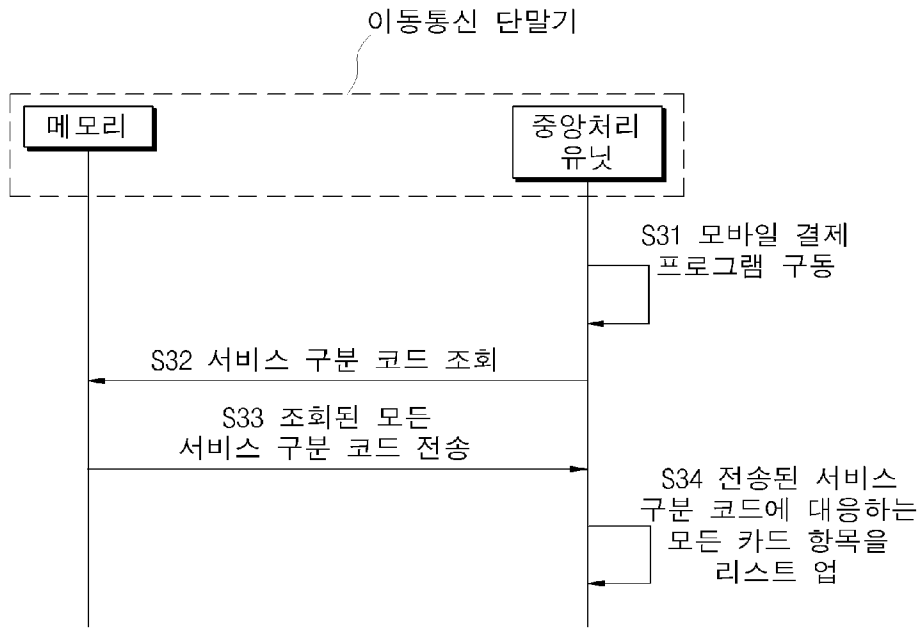 이동통신 단말기
메모리
중앙처리
유닛
S31 모바일 결제
프로그램 구동
S32 서비스 구분 코드 조회
S33 조회된 모든
서비스 구분 코드 전송
S34 전송된 서비스
구분 코드에 대응하는
모든 카드 항목을
리스트 업